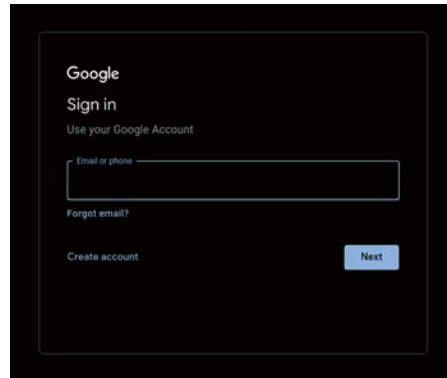 Google
Sign in
Use your Google Account
Email or phone
Forgot email?
Create account
Next